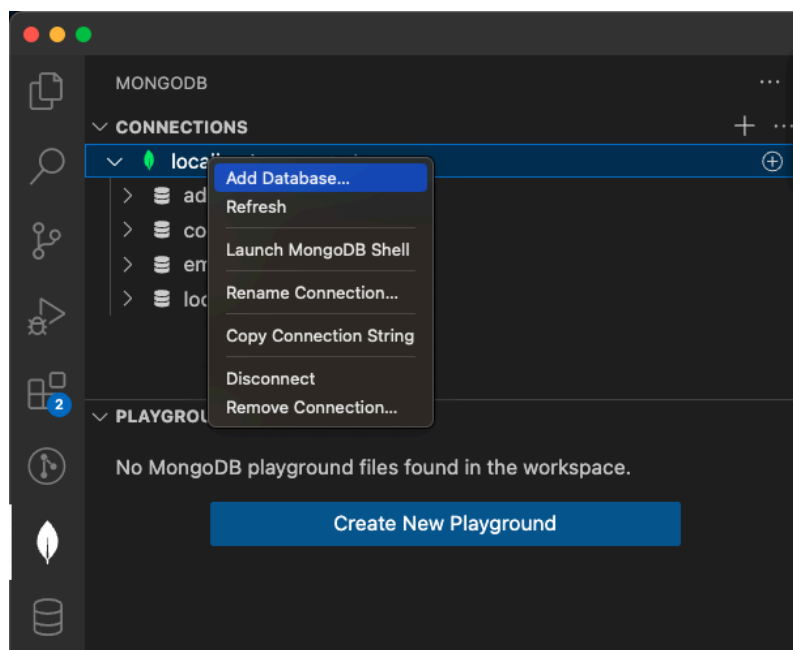 MONGODB
CONNECTIONS
Add Database...
Refresh
Launch MongoDB Shell
Rename Connection...
Copy Connection String
Disconnect
Remove Connection...
2
No MongoDB playground files found in the workspace.
Create New Playground